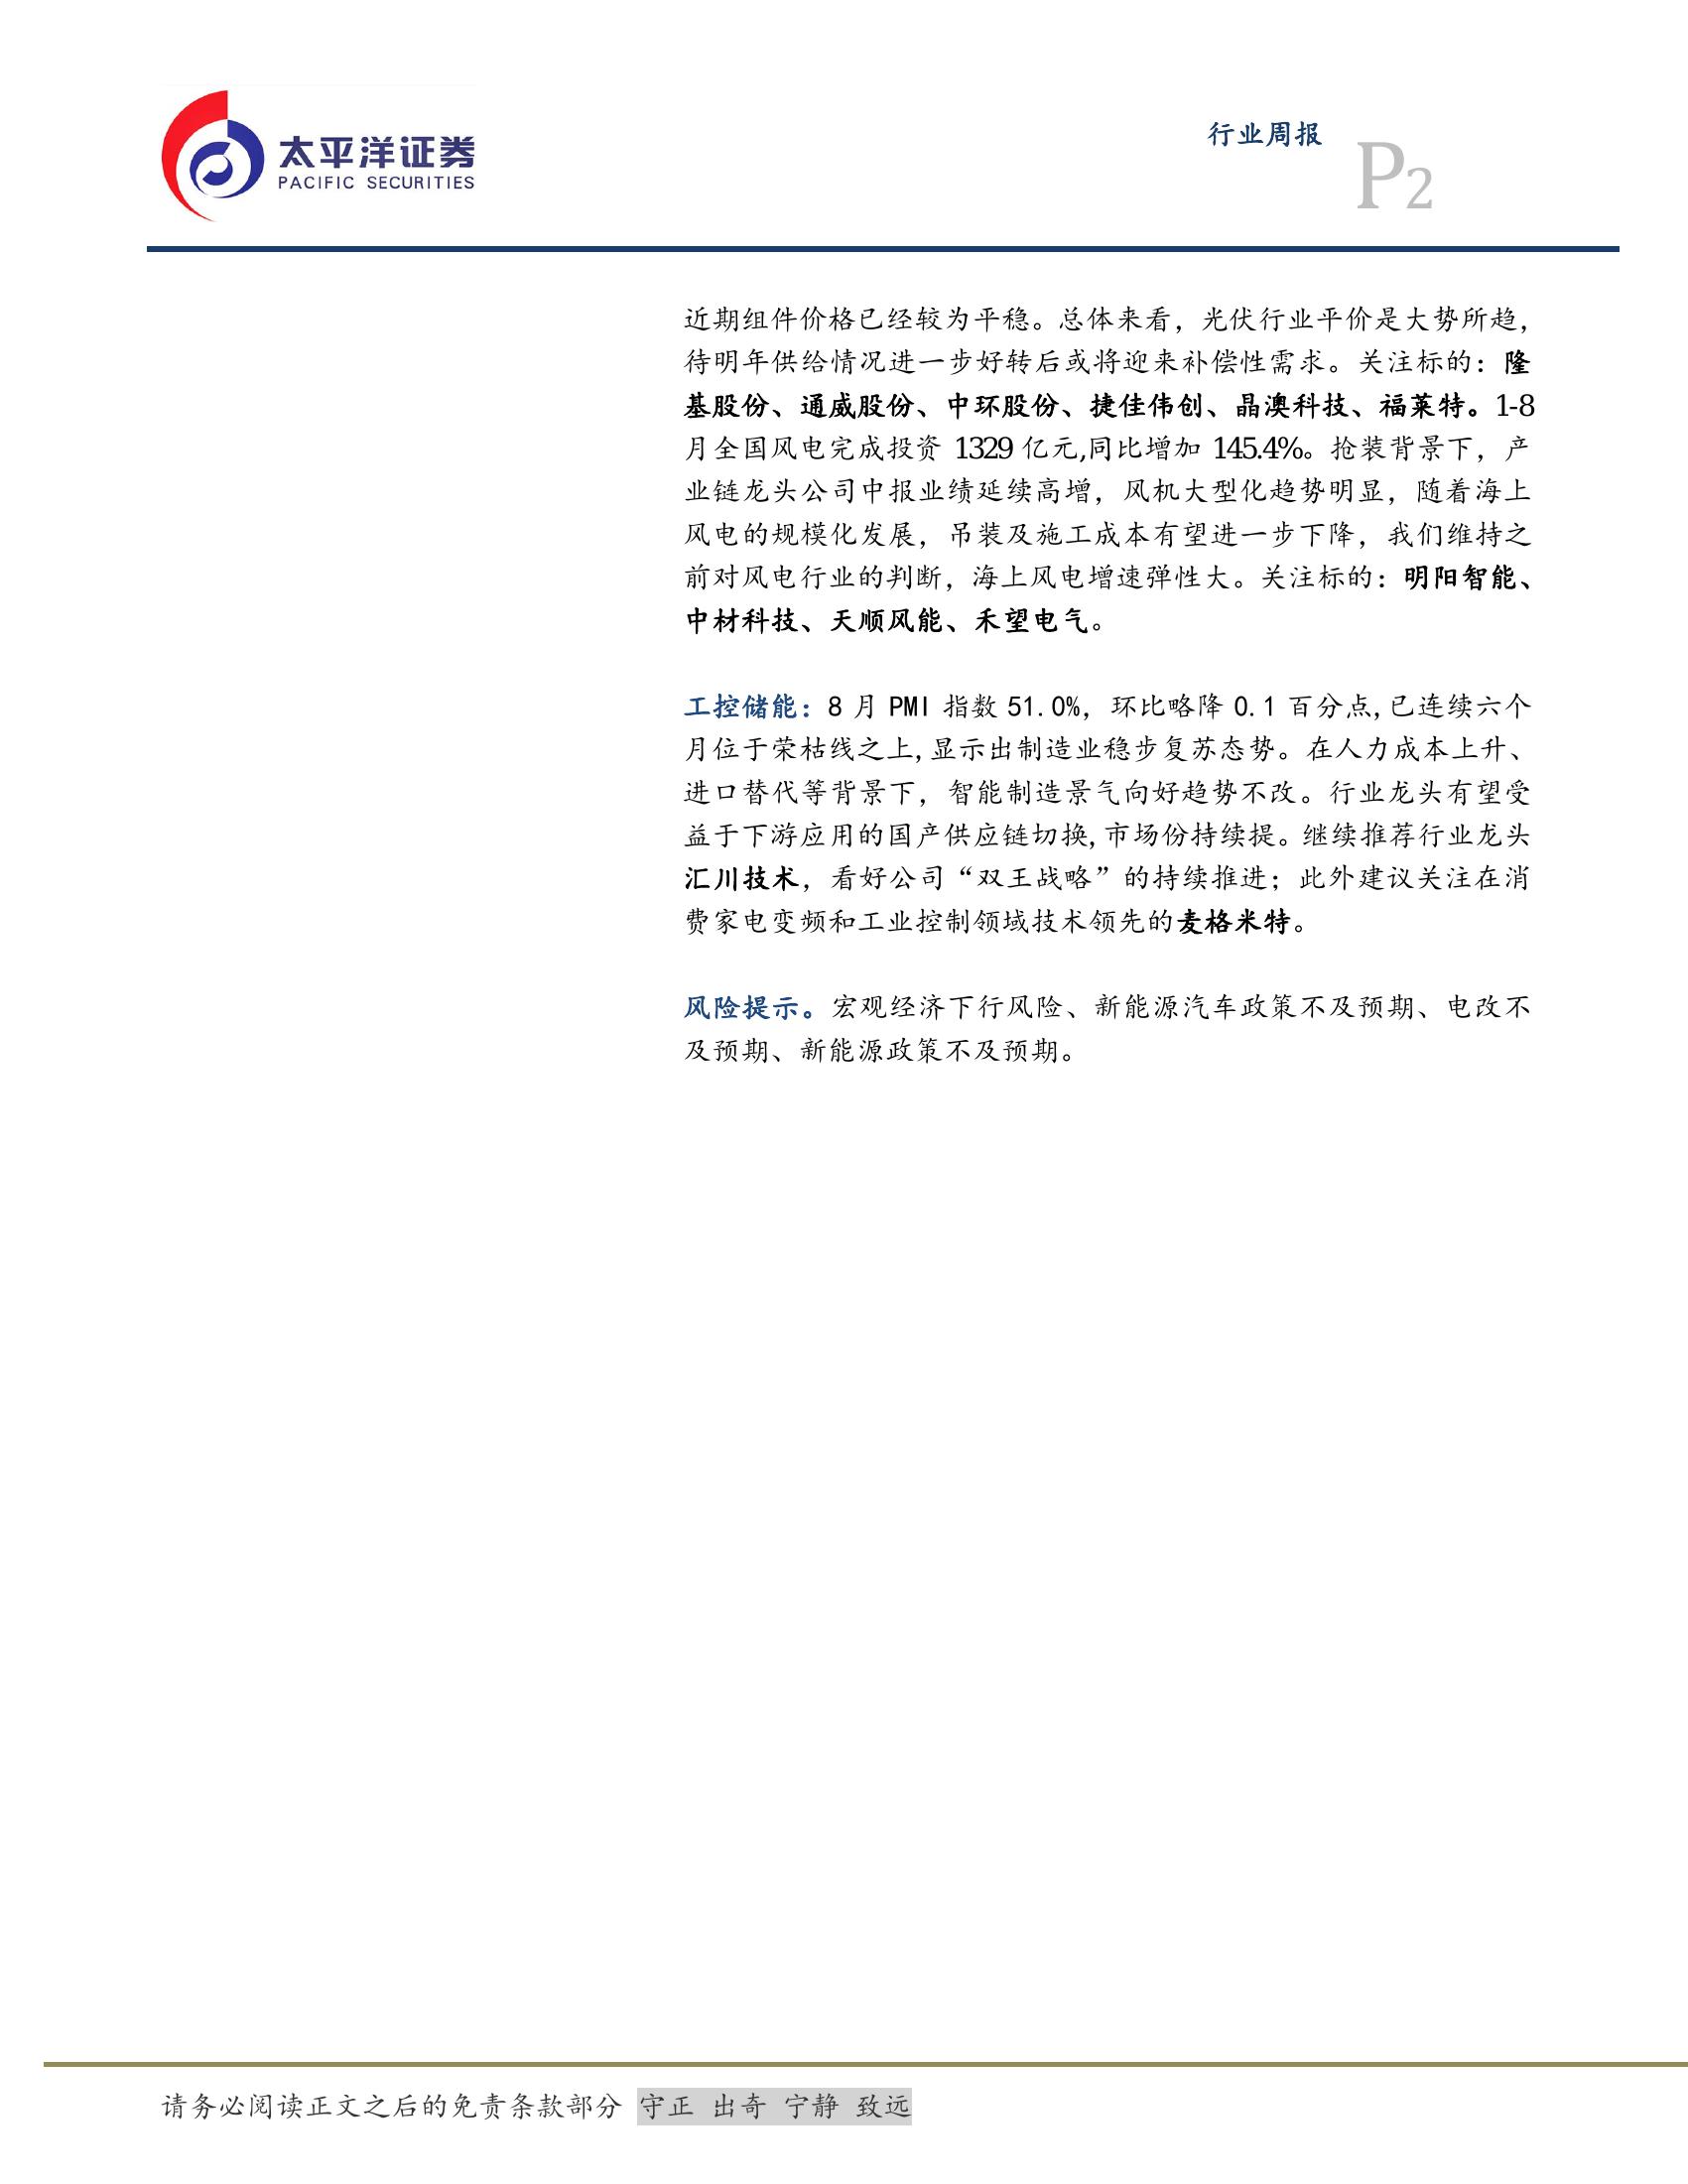 太平洋证券
PACIFIC SECURITIES
行业周报
P2
近期组件价格已经较为平稳。总体来看，光伏行业平价是大势所趋，
待明年供给情况进一步好转后或将迎来补偿性需求。关注标的：隆
基股份、通威股份、中环股份、捷佳伟创、晶澳科技、福莱特。1-8
月全国风电完成投资 1329 亿元,同比增加 145.4%。抢装背景下，产
业链龙头公司中报业绩延续高增，风机大型化趋势明显，随着海上
风电的规模化发展，吊装及施工成本有望进一步下降，我们维持之
前对风电行业的判断，海上风电增速弹性大。关注标的：明阳智能、
中材科技、天顺风能、禾望电气。
工控储能：8 月 PMI 指数 51.0%，环比略降 0.1 百分点,已连续六个
月位于荣枯线之上,显示出制造业稳步复苏态势。在人力成本上升、
进口替代等背景下，智能制造景气向好趋势不改。行业龙头有望受
益于下游应用的国产供应链切换,市场份持续提。继续推荐行业龙头
汇川技术，看好公司“双王战略”的持续推进；此外建议关注在消
费家电变频和工业控制领域技术领先的麦格米特。
风险提示。宏观经济下行风险、新能源汽车政策不及预期、电改不
及预期、新能源政策不及预期。
请务必阅读正文之后的免责条款部分 守正 出奇 宁静 致远